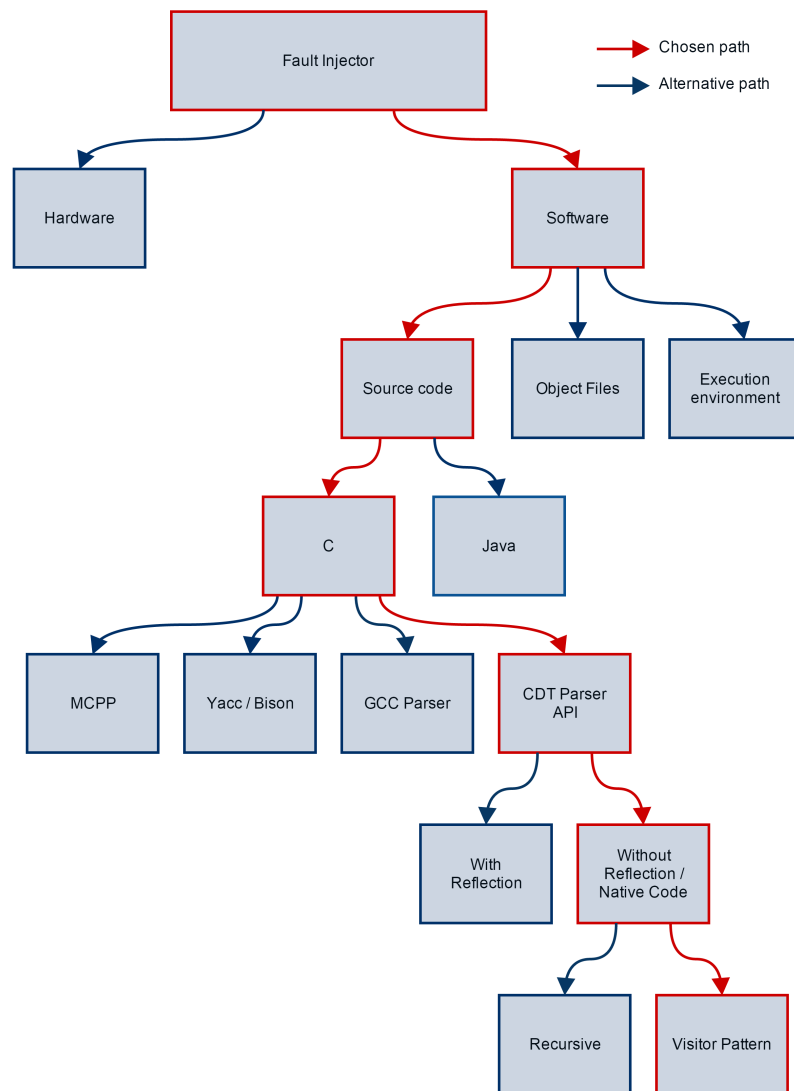 Fault Injector
Chosen path
Alternative path
Hardware
Software
Source code
Object Files
Execution
environment
C
Java
MCPP
Yacc / Bison
GCC Parser
CDT Parser
API
With
Reflection
Without
Reflection /
Native Code
Recursive
Visitor Pattern